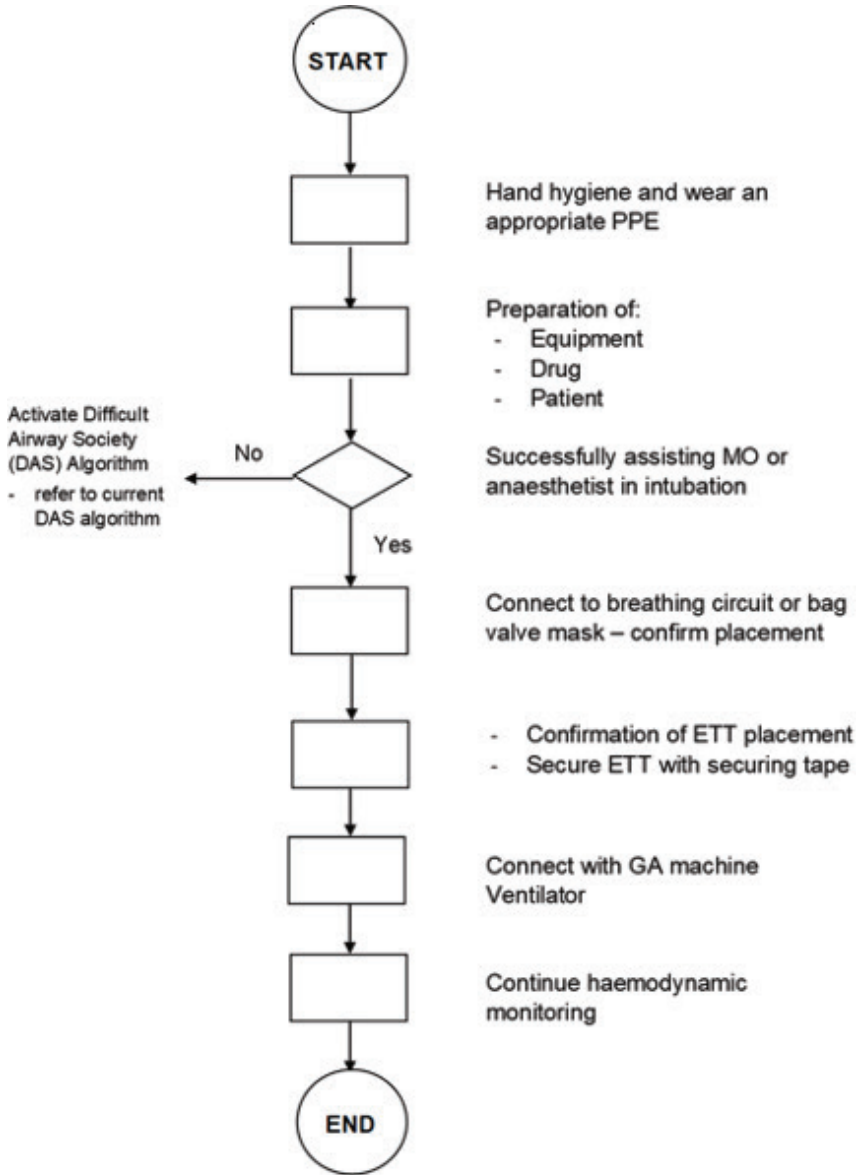 START
Hand hygiene and wear an
appropriate PPE
Preparation of:
- Equipment
- Drug
- Patient
Activate Difficult
Airway Society
(DAS) Algorithm
- refer to current
DAS algorithm
No
Successfully assisting MO or
anaesthetist in intubation
Yes
Connect to breathing circuit or bag
valve mask – confirm placement
- Confirmation of ETT placement
- Secure ETT with securing tape
Connect with GA machine
Ventilator
Continue haemodynamic
monitoring
END